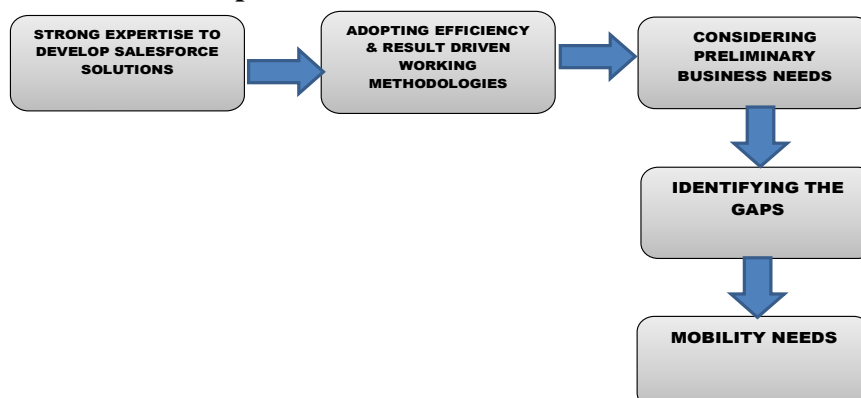 STRONG EXPERTISE TO
DEVELOP SALESFORCE
SOLUTIONS
ADOPTING EFFICIENCY
& RESULT DRIVEN
WORKING
METHODOLOGIES
CONSIDERING
PRELIMINARY
BUSINESS NEEDS
IDENTIFYING THE
GAPS
MOBILITY NEEDS